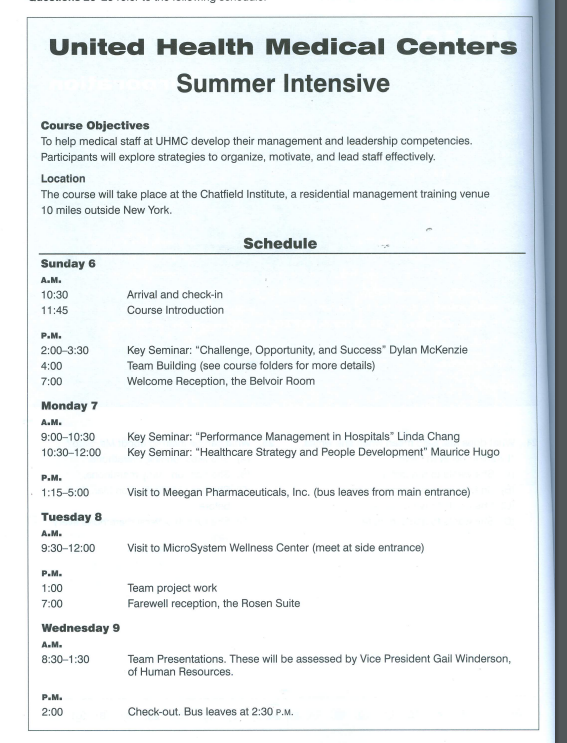 United Health Medical Centers
Summer Intensive
Course Objectives
To help medical staff at UHMC develop their management and leadership competencies.
Participants will explore strategies to organize, motivate, and lead staff effectively.
Location
The course will take place at the Chatfield Institute, a residential management training venue
10 miles outside New York.
Schedule
Sunday 6
A.M.
10:30 Arrival and check-in
11:45 Course Introduction
P.M.
2:00–3:30 Key Seminar: “Challenge, Opportunity, and Success” Dylan McKenzie
4:00 Team Building (see course folders for more details)
7:00 Welcome Reception, the Belvoir Room
Monday 7
A.M.
9:00–10:30 Key Seminar: “Performance Management in Hospitals” Linda Chang
10:30–12:00 Key Seminar: “Healthcare Strategy and People Development” Maurice Hugo
P.M.
1:15–5:00 Visit to Meegan Pharmaceuticals, Inc. (bus leaves from main entrance)
Tuesday 8
A.M.
9:30–12:00 Visit to MicroSystem Wellness Center (meet at side entrance)
P.M.
1:00 Team project work
7:00 Farewell reception, the Rosen Suite
Wednesday 9
A.M.
8:30–1:30 Team Presentations. These will be assessed by Vice President Gail Winderson,
of Human Resources.
P.M.
2:00 Check-out. Bus leaves at 2:30 P.M.